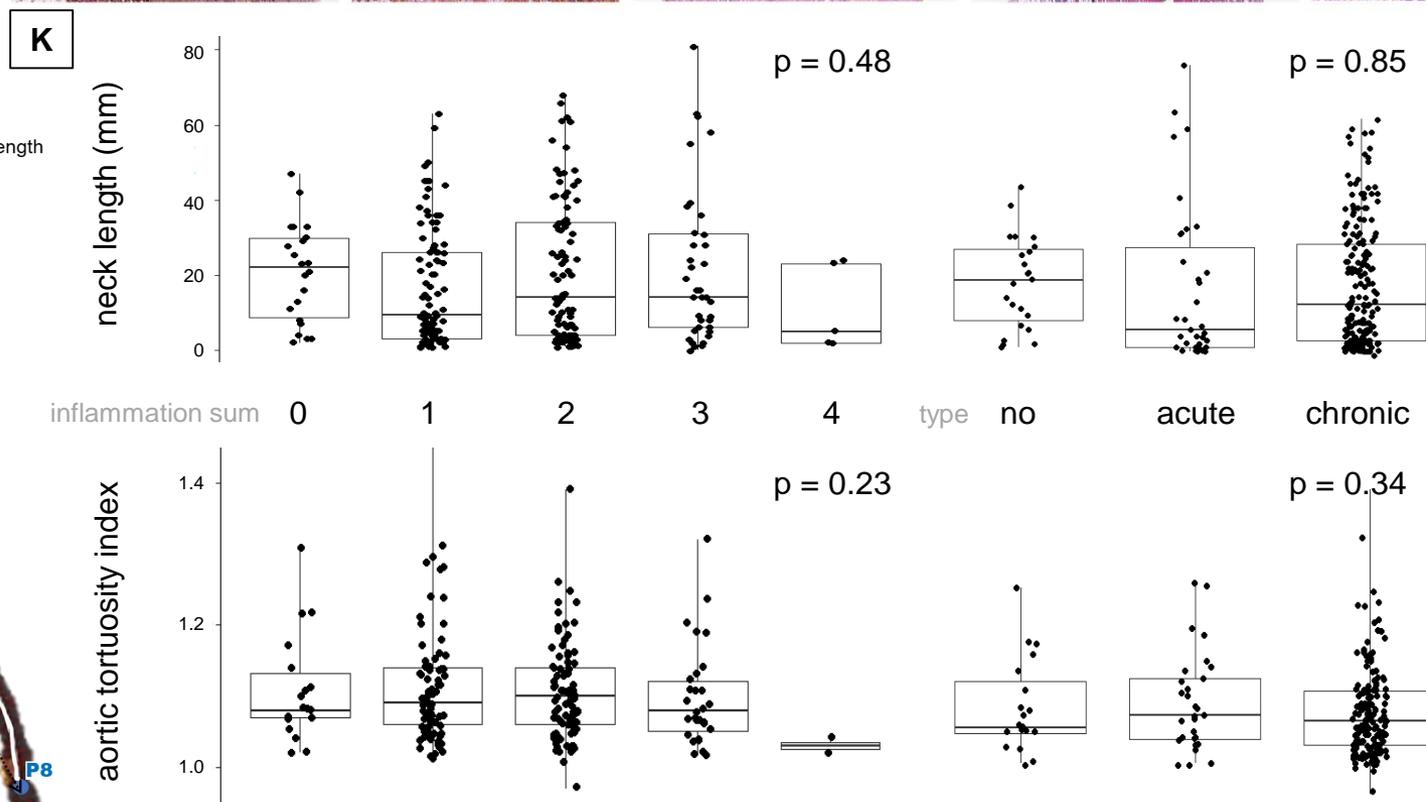 K
ength
neck length (mm)
80
60
40
20
0
p = 0.48
p = 0.85
inflammation sum 0 1 2 3 4 type no acute chronic
aortic tortuosity index
1.4
1.2
1.0
p = 0.23
p = 0.34
P8